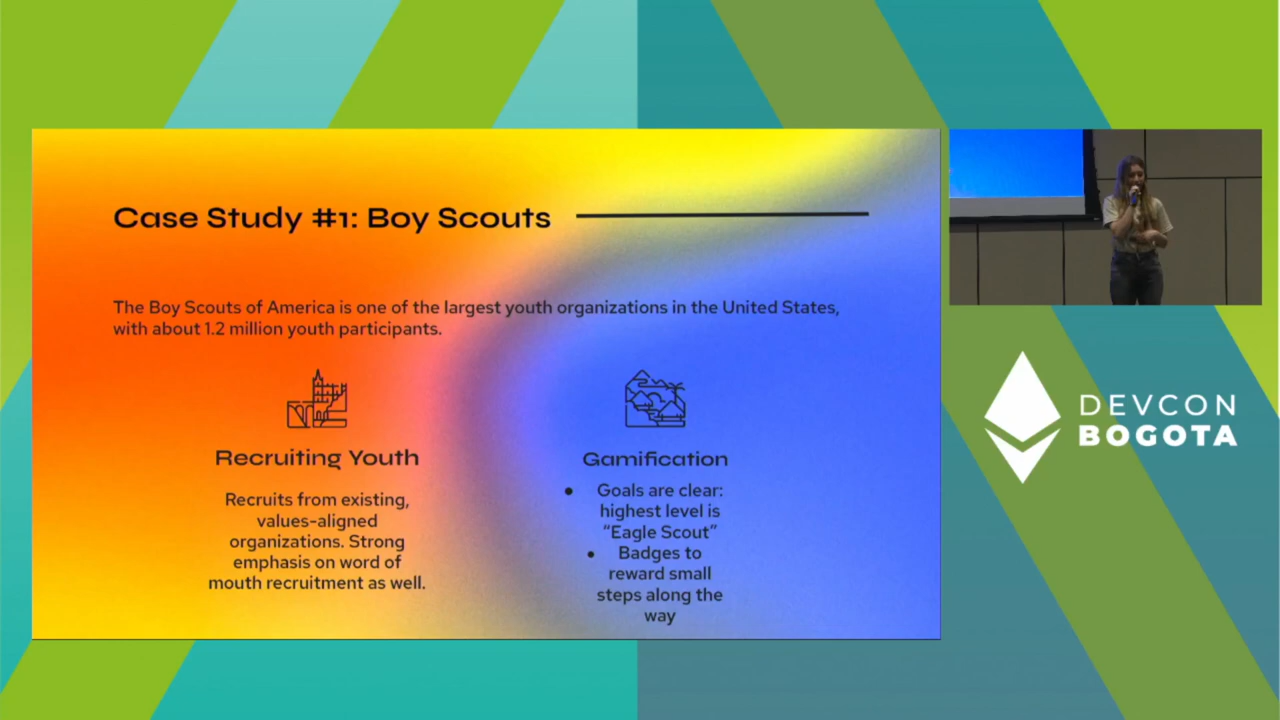 Case Study #1: Boy Scouts
The Boy Scouts of America is one of the largest youth organizations in the United States,
with about 1.2 million youth participants.
Recruiting Youth
Recruits from existing,
values-aligned
organizations. Strong
emphasis on word of
mouth recruitment as well.
Gamification
● Goals are clear:
highest level is
“Eagle Scout”
● Badges to
reward small
steps along the
way
DEVCON
BOGOTA